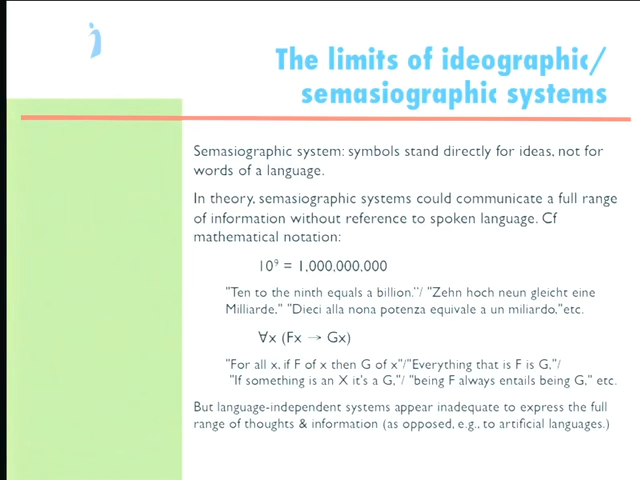 The limits of ideographic/
semasiographic systems
Semasiographic system: symbols stand directly for ideas, not for
words of a language.
In theory, semasiographic systems could communicate a full range
of information without reference to spoken language. Cf
mathematical notation:
10⁹ = 1,000,000,000
"Ten to the ninth equals a billion."/ "Zehn hoch neun gleicht eine
Milliarde," "Dieci alla nona potenza equivale a un miliardo,"etc.
∀x (Fx → Gx)
"For all x, if F of x then G of x"/"Everything that is F is G,"/
"If something is an X it's a G,"/ "being F always entails being G," etc.
But language-independent systems appear inadequate to express the full
range of thoughts & information (as opposed, e.g., to artificial languages.)